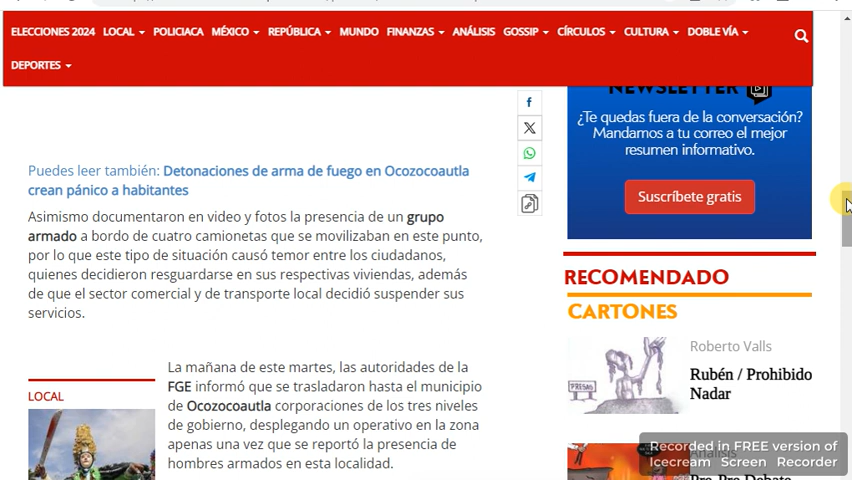 ELECCIONES 2024 LOCAL POLICIACA MÉXICO REPÚBLICA MUNDO FINANZAS ANÁLISIS GOSSIP CÍRCULOS CULTURA DOBLE VÍA
DEPORTES
NEWSLETTER
¿Te quedas fuera de la conversación?
Mandamos a tu correo el mejor
resumen informativo.
Suscríbete gratis
Puedes leer también: Detonaciones de arma de fuego en Ocozocoautla
crean pánico a habitantes
Asimismo documentaron en video y fotos la presencia de un grupo
armado a bordo de cuatro camionetas que se movilizaban en este punto,
por lo que este tipo de situación causó temor entre los ciudadanos,
quienes decidieron resguardarse en sus respectivas viviendas, además
de que el sector comercial y de transporte local decidió suspender sus
servicios.
LOCAL
La mañana de este martes, las autoridades de la
FGE informó que se trasladaron hasta el municipio
de Ocozocoautla corporaciones de los tres niveles
de gobierno, desplegando un operativo en la zona
apenas una vez que se reportó la presencia de
hombres armados en esta localidad.
RECOMENDADO
CARTONES
Roberto Valls
Rubén / Prohibido
Nadar
Análisis
Pre-Pre Debate
Recorded in FREE version of
Icecream Screen Recorder